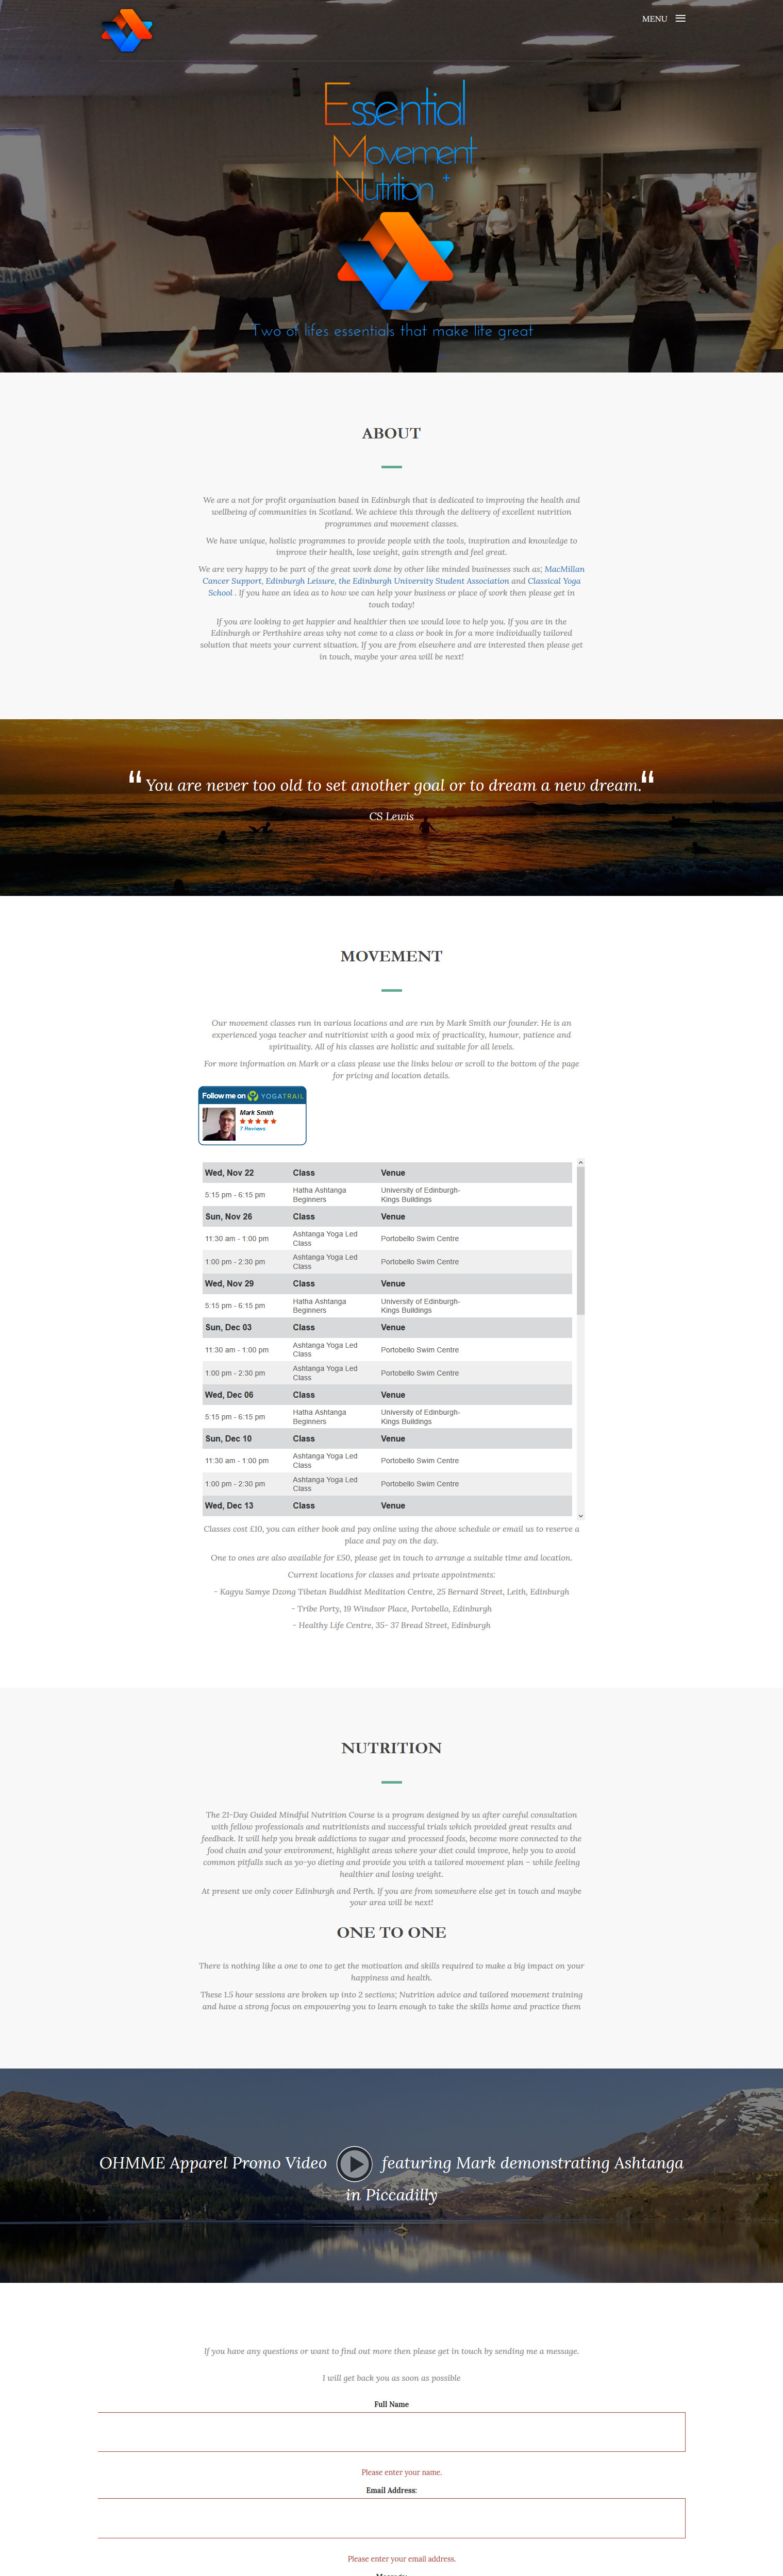 MENU
Essential
Movement
Nutrition +
Two of lifes essentials that make life great
ABOUT
We are a not for profit organisation based in Edinburgh that is dedicated to improving the health and
wellbeing of communities in Scotland. We achieve this through the delivery of excellent nutrition
programmes and movement classes.
We have unique, holistic programmes to provide people with the tools, inspiration and knowledge to
improve their health, lose weight, gain strength and feel great.
We are very happy to be part of the great work done by other like minded businesses such as; MacMillan
Cancer Support, Edinburgh Leisure, the Edinburgh University Student Association and Classical Yoga
School . If you have an idea as to how we can help your business or place of work then please get in
touch today!
If you are looking to get happier and healthier then we would love to help you. If you are in the
Edinburgh or Perthshire areas why not come to a class or book in for a more individually tailored
solution that meets your current situation. If you are from elsewhere and are interested then please get
in touch, maybe your area will be next!
“ You are never too old to set another goal or to dream a new dream.“
CS Lewis
MOVEMENT
Our movement classes run in various locations and are run by Mark Smith our founder. He is an
experienced yoga teacher and nutritionist with a good mix of practicality, humour, patience and
spirituality. All of his classes are holistic and suitable for all levels.
For more information on Mark or a class please use the links below or scroll to the bottom of the page
for pricing and location details.
Follow me on YOGATRAIL
Mark Smith
7 Reviews
Wed, Nov 22 Class Venue
5:15 pm - 6:15 pm Hatha Ashtanga University of Edinburgh-
Beginners Kings Buildings
Sun, Nov 26 Class Venue
11:30 am - 1:00 pm Ashtanga Yoga Led Portobello Swim Centre
Class
1:00 pm - 2:30 pm Ashtanga Yoga Led Portobello Swim Centre
Class
Wed, Nov 29 Class Venue
5:15 pm - 6:15 pm Hatha Ashtanga University of Edinburgh-
Beginners Kings Buildings
Sun, Dec 03 Class Venue
11:30 am - 1:00 pm Ashtanga Yoga Led Portobello Swim Centre
Class
1:00 pm - 2:30 pm Ashtanga Yoga Led Portobello Swim Centre
Class
Wed, Dec 06 Class Venue
5:15 pm - 6:15 pm Hatha Ashtanga University of Edinburgh-
Beginners Kings Buildings
Sun, Dec 10 Class Venue
11:30 am - 1:00 pm Ashtanga Yoga Led Portobello Swim Centre
Class
1:00 pm - 2:30 pm Ashtanga Yoga Led Portobello Swim Centre
Class
Wed, Dec 13 Class Venue
Classes cost £10, you can either book and pay online using the above schedule or email us to reserve a
place and pay on the day.
One to ones are also available for £50, please get in touch to arrange a suitable time and location.
Current locations for classes and private appointments:
- Kagyu Samye Dzong Tibetan Buddhist Meditation Centre, 25 Bernard Street, Leith, Edinburgh
- Tribe Porty, 19 Windsor Place, Portobello, Edinburgh
- Healthy Life Centre, 35- 37 Bread Street, Edinburgh
NUTRITION
The 21-Day Guided Mindful Nutrition Course is a program designed by us after careful consultation
with fellow professionals and nutritionists and successful trials which provided great results and
feedback. It will help you break addictions to sugar and processed foods, become more connected to the
food chain and your environment, highlight areas where your diet could improve, help you to avoid
common pitfalls such as yo-yo dieting and provide you with a tailored movement plan – while feeling
healthier and losing weight.
At present we only cover Edinburgh and Perth. If you are from somewhere else get in touch and maybe
your area will be next!
ONE TO ONE
There is nothing like a one to one to get the motivation and skills required to make a big impact on your
happiness and health.
These 1.5 hour sessions are broken up into 2 sections; Nutrition advice and tailored movement training
and have a strong focus on empowering you to learn enough to take the skills home and practice them
OHMME Apparel Promo Video featuring Mark demonstrating Ashtanga
in Piccadilly
If you have any questions or want to find out more then please get in touch by sending me a message.
I will get back you as soon as possible
Full Name
Please enter your name.
Email Address:
Please enter your email address.